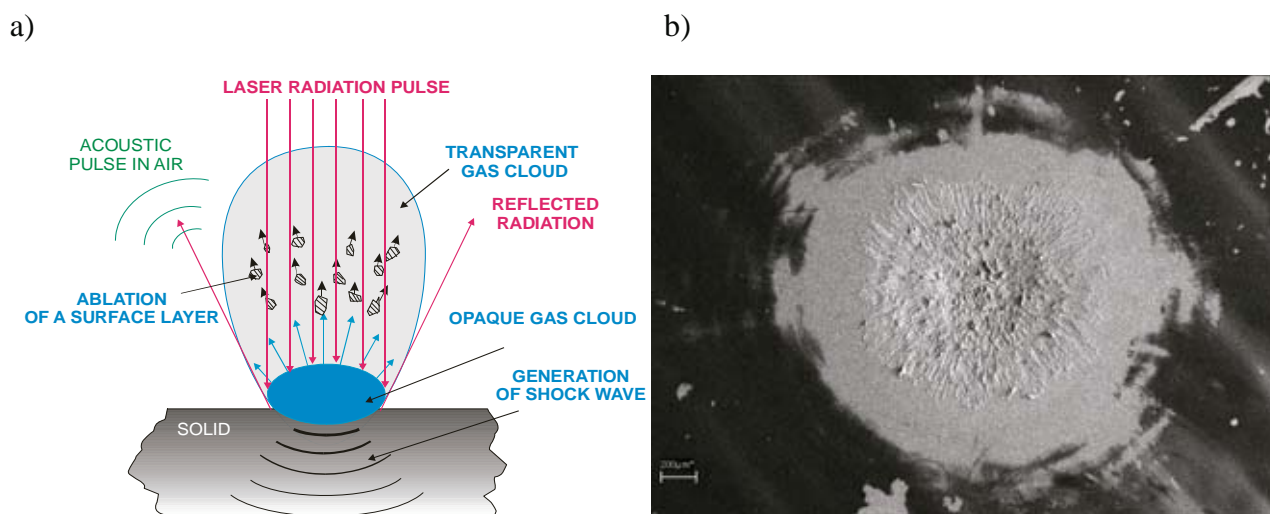 a)
b)
LASER RADIATION PULSE
ACOUSTIC
PULSE IN AIR
TRANSPARENT
GAS CLOUD
REFLECTED
RADIATION
ABLATION
OF A SURFACE LAYER
OPAQUE GAS CLOUD
GENERATION
OF SHOCK WAVE
SOLID